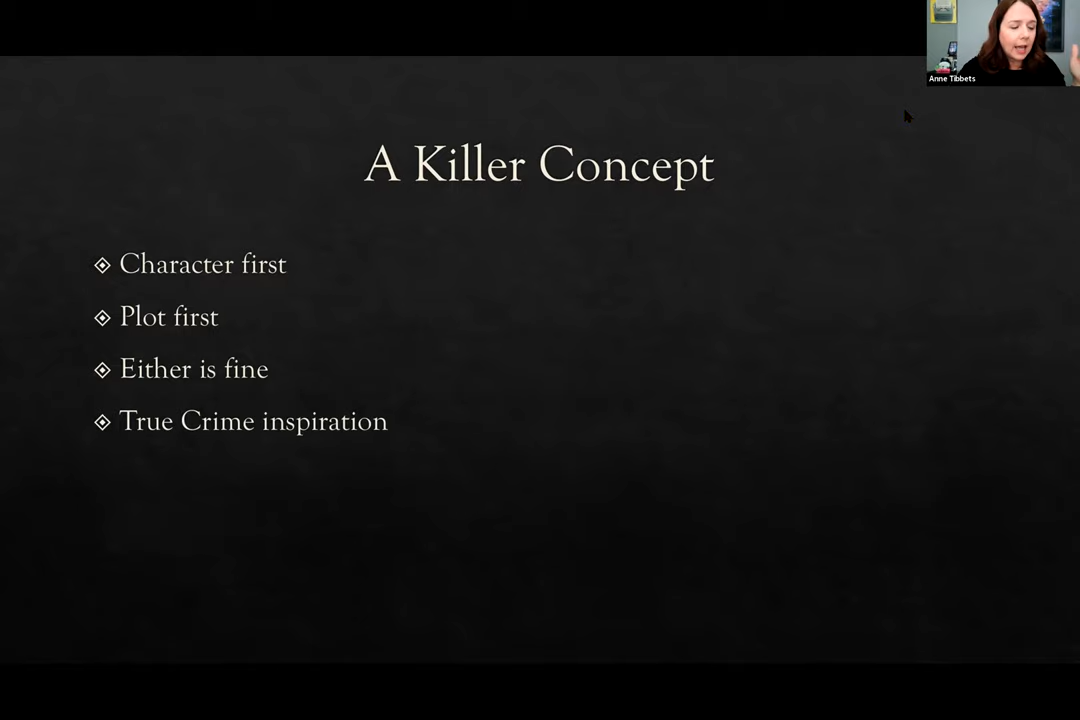 Anne Tibbets
A Killer Concept
Character first
Plot first
Either is fine
True Crime inspiration